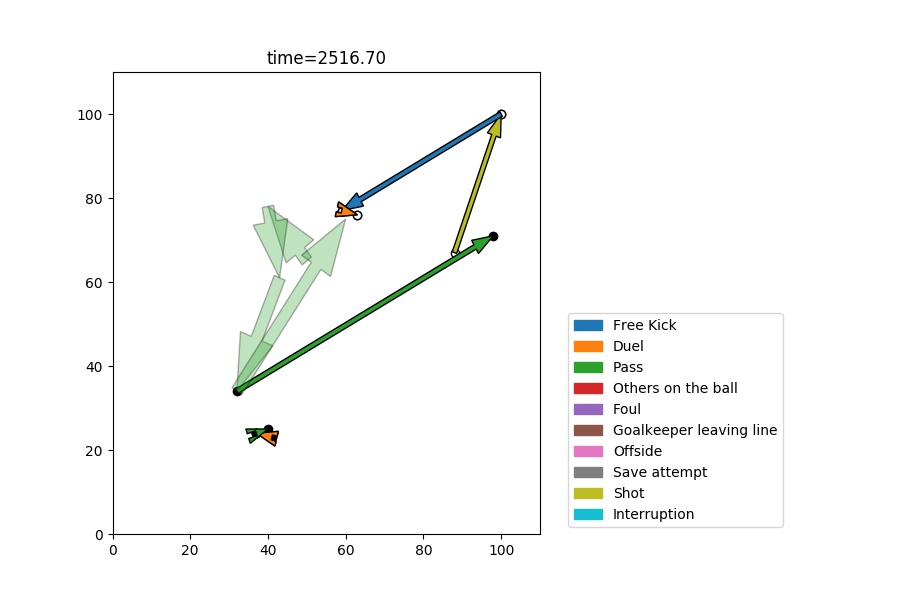 time=2516.70
100
80
60
40
20
0
0 20 40 60 80 100
Free Kick
Duel
Pass
Others on the ball
Foul
Goalkeeper leaving line
Offside
Save attempt
Shot
Interruption